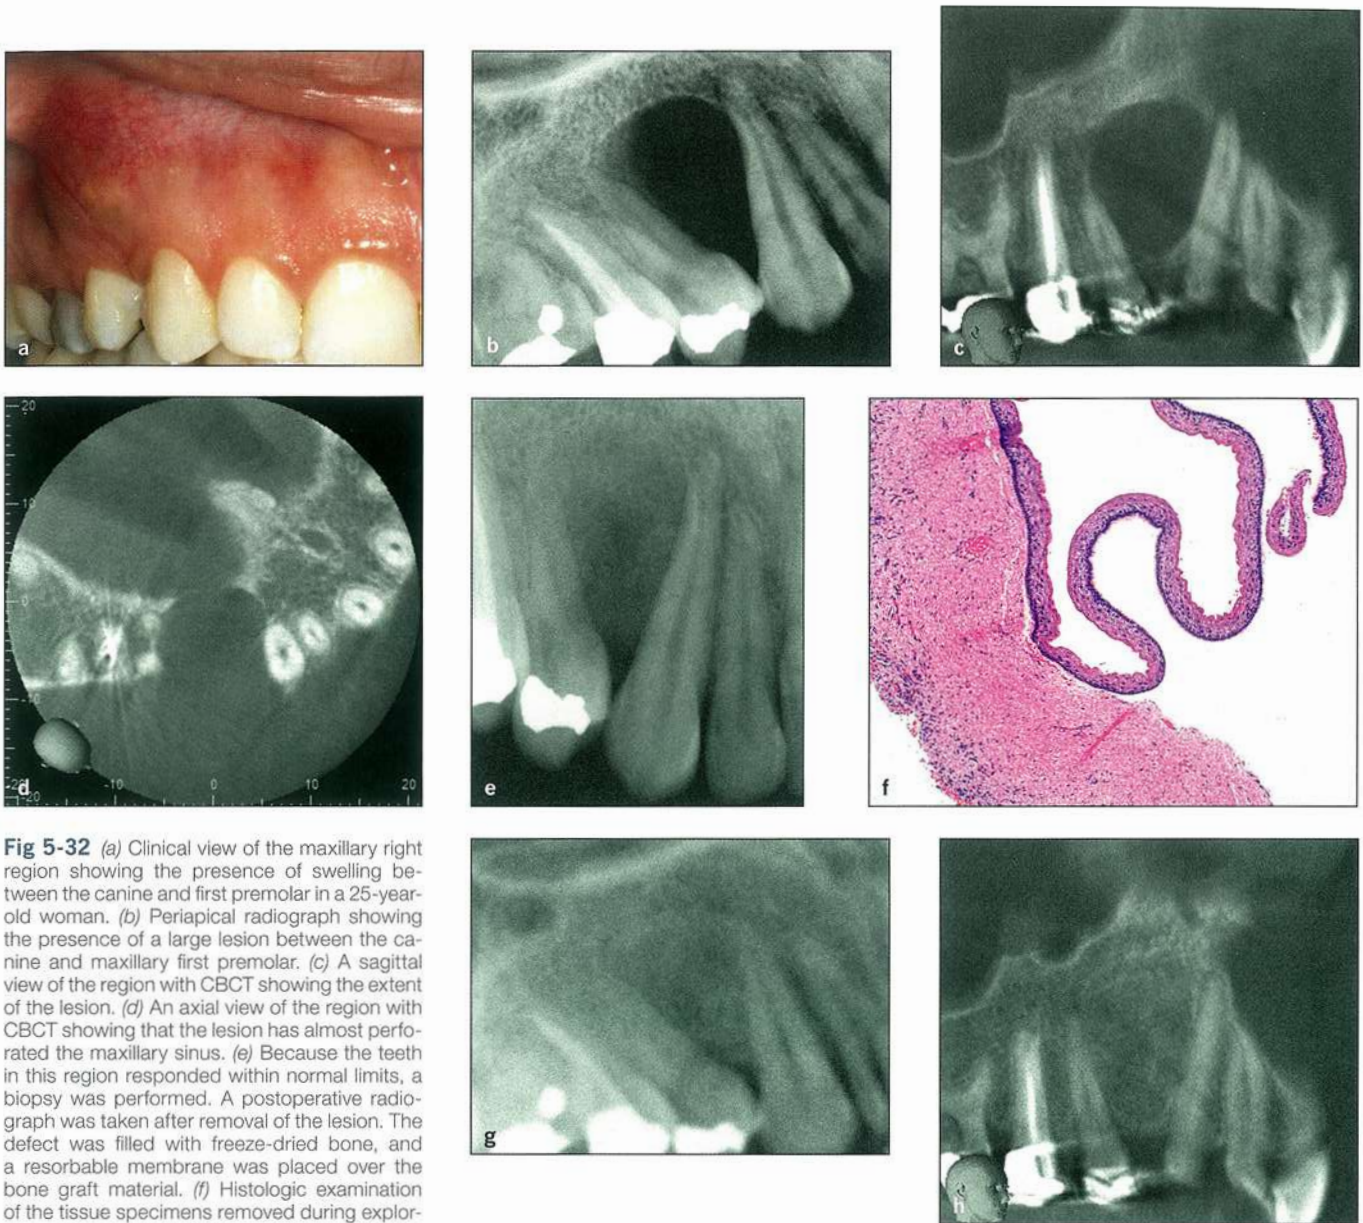 a
b
c
20
10
0
-10
0
10
20
d
e
f
Fig 5-32 (a) Clinical view of the maxillary right
region showing the presence of swelling be-
tween the canine and first premolar in a 25-year-
old woman. (b) Periapical radiograph showing
the presence of a large lesion between the ca-
nine and maxillary first premolar. (c) A sagittal
view of the region with CBCT showing the extent
of the lesion. (d) An axial view of the region with
CBCT showing that the lesion has almost perfo-
rated the maxillary sinus. (e) Because the teeth
in this region responded within normal limits, a
biopsy was performed. A postoperative radio-
graph was taken after removal of the lesion. The
defect was filled with freeze-dried bone, and
a resorbable membrane was placed over the
bone graft material. (f) Histologic examination
of the tissue specimens removed during explor-
g
h